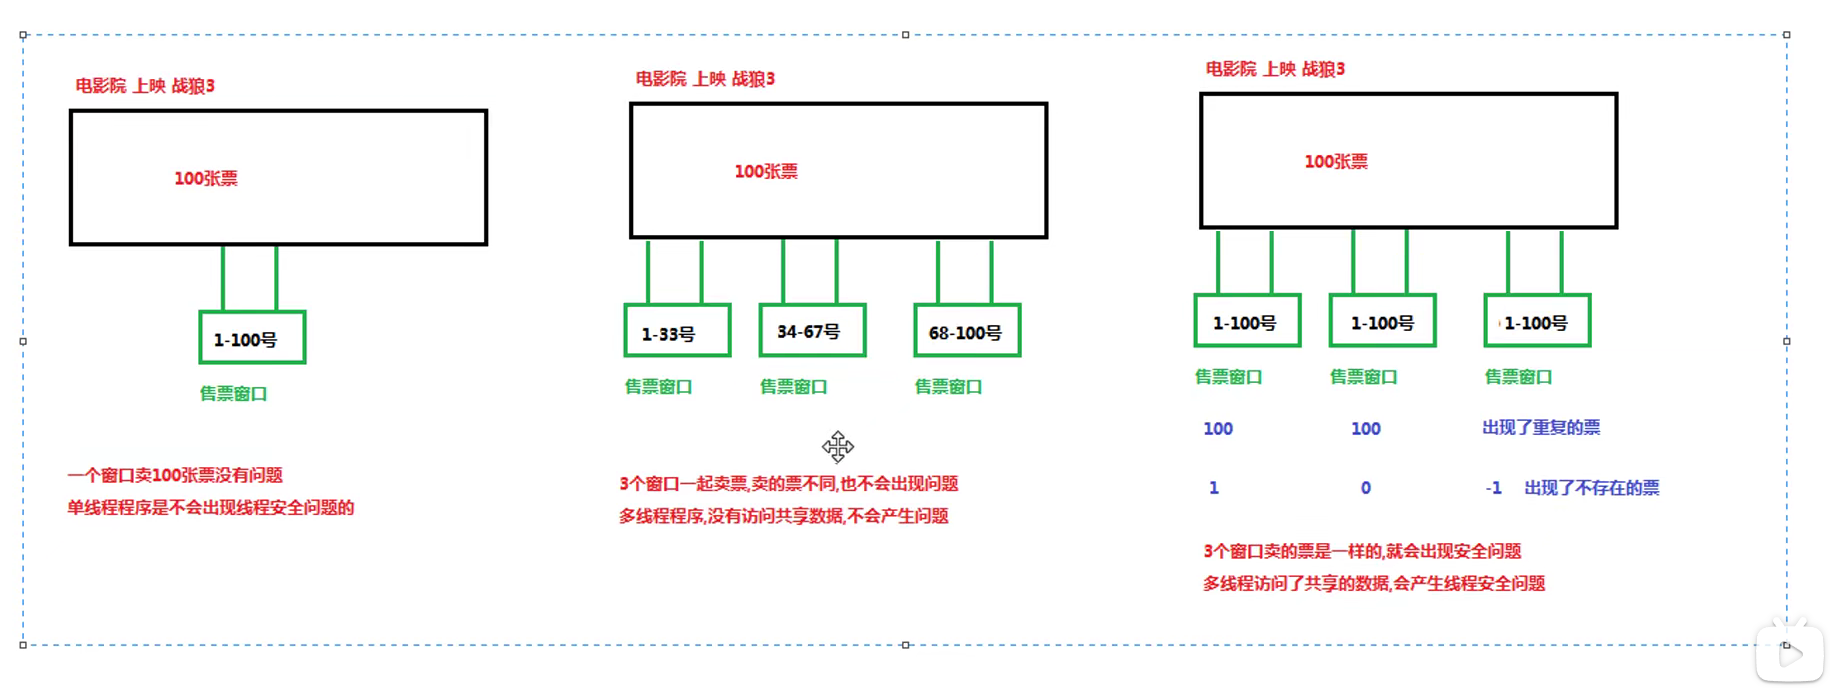 电影院 上映 战狼3
100张票
1-100号
售票窗口
一个窗口卖100张票没有问题
单线程程序是不会出现线程安全问题的
电影院 上映 战狼3
100张票
1-33号
34-67号
68-100号
售票窗口
售票窗口
售票窗口
3个窗口一起卖票,卖的票不同,也不会出现问题
多线程程序,没有访问共享数据,不会产生问题
电影院 上映 战狼3
100张票
1-100号
1-100号
1-100号
售票窗口
售票窗口
售票窗口
100 100 出现了重复的票
1 0 -1 出现了不存在的票
3个窗口卖的票是一样的,就会出现安全问题
多线程访问了共享的数据,会产生线程安全问题